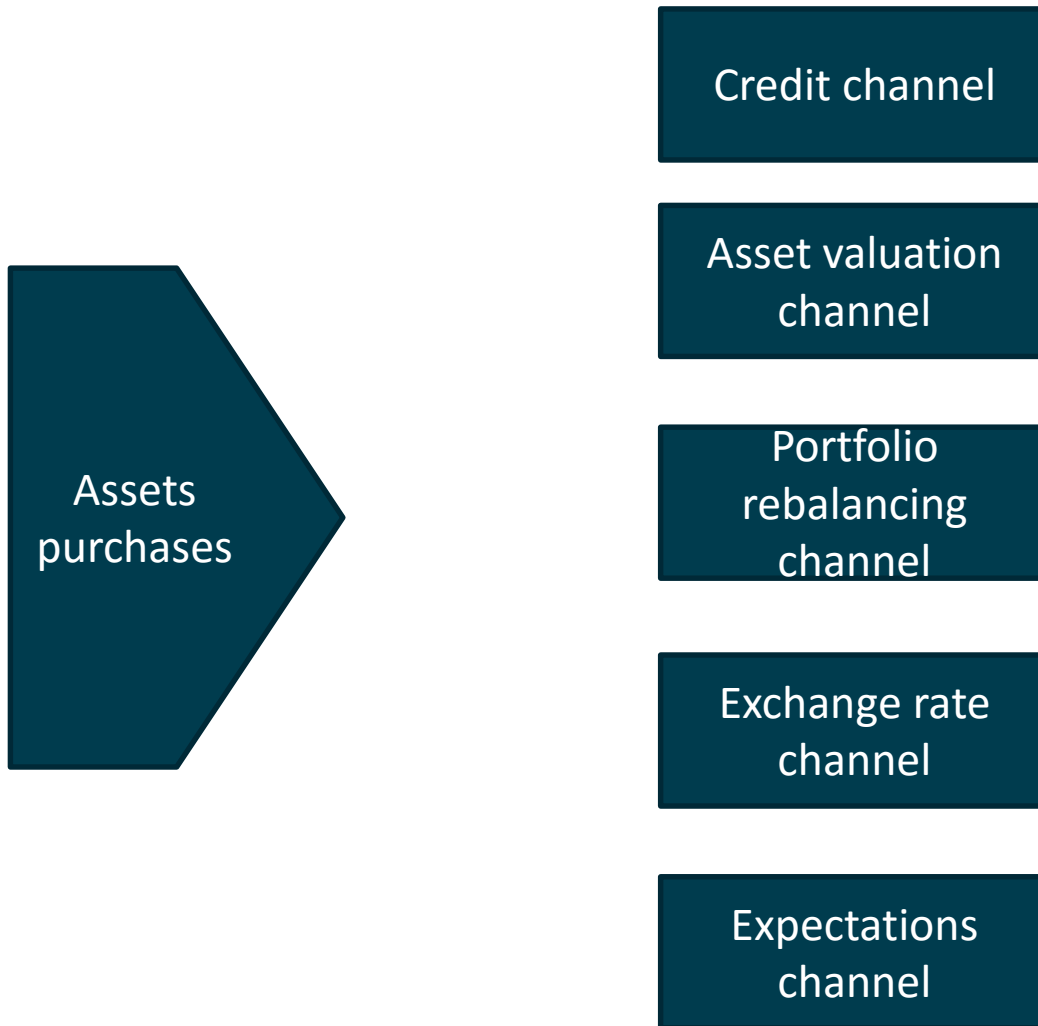 Credit channel
Asset valuation
channel
Assets
purchases
Portfolio
rebalancing
channel
Exchange rate
channel
Expectations
channel